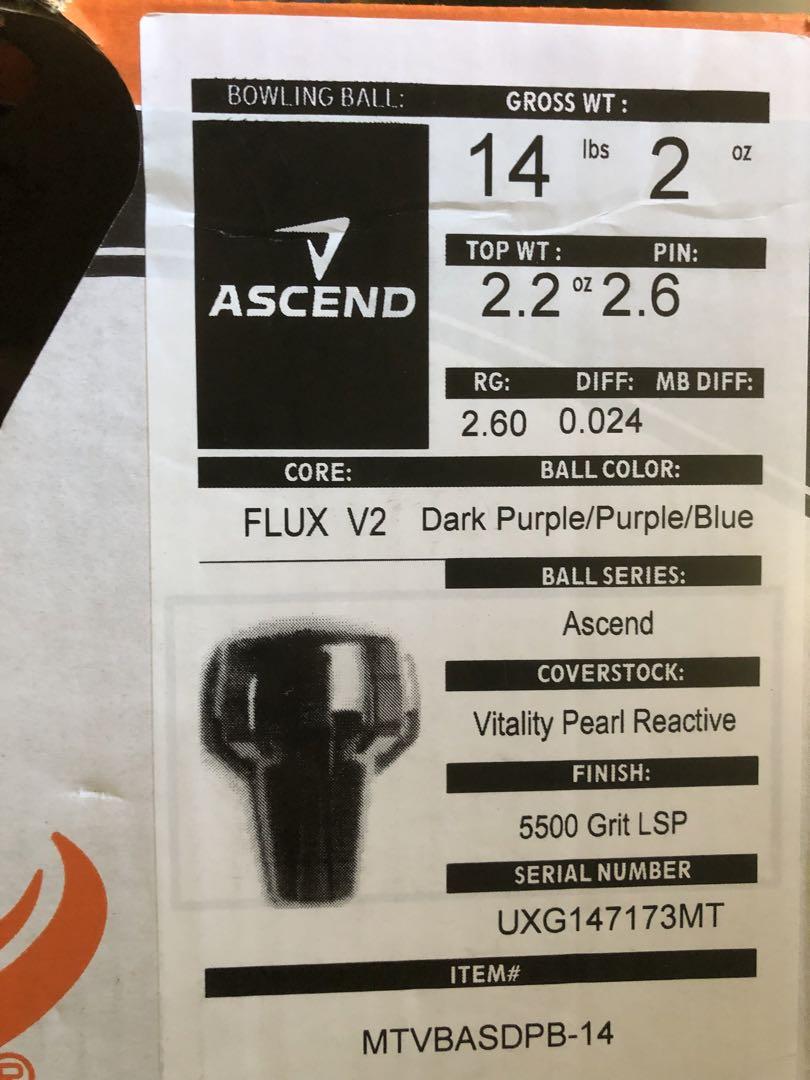 BOWLING BALL: GROSS WT :
14 lbs 2 oz
ASCEND
TOP WT : PIN:
2.2 oz 2.6
RG: DIFF: MB DIFF:
2.60 0.024
CORE: BALL COLOR:
FLUX V2 Dark Purple/Purple/Blue
BALL SERIES:
Ascend
COVERSTOCK:
Vitality Pearl Reactive
FINISH:
5500 Grit LSP
SERIAL NUMBER
UXG147173MT
ITEM#
MTVBASDPB-14
®